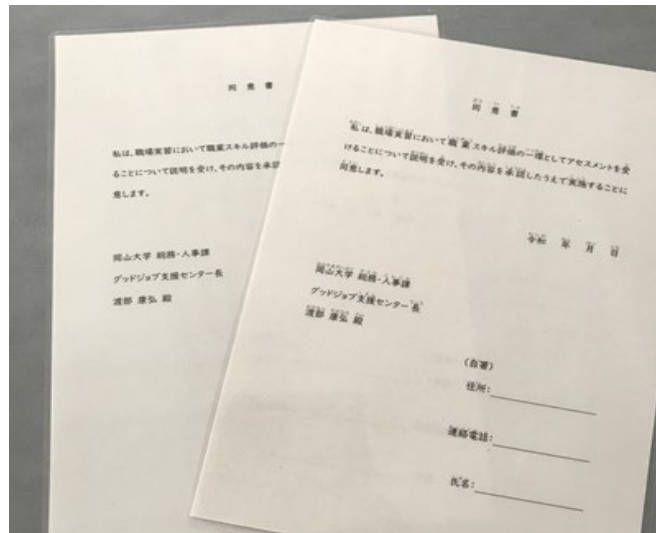 同意書
私は、職場実習において職業スキル評価の一
ることについて説明を受け、その内容を承認
意します。
岡山大学 総務・人事課
グッドジョブ支援センター長
渡部 康弘 殿
同意書
私は、職場実習において職業スキル評価の一環としてアセスメントを受
けることについて説明を受け、その内容を承認したうえで実施することに
同意します。
令和 年 月 日
岡山大学 総務・人事課
グッドジョブ支援センター長
渡部 康弘 殿
(自署)
住所:
連絡電話:
氏名: